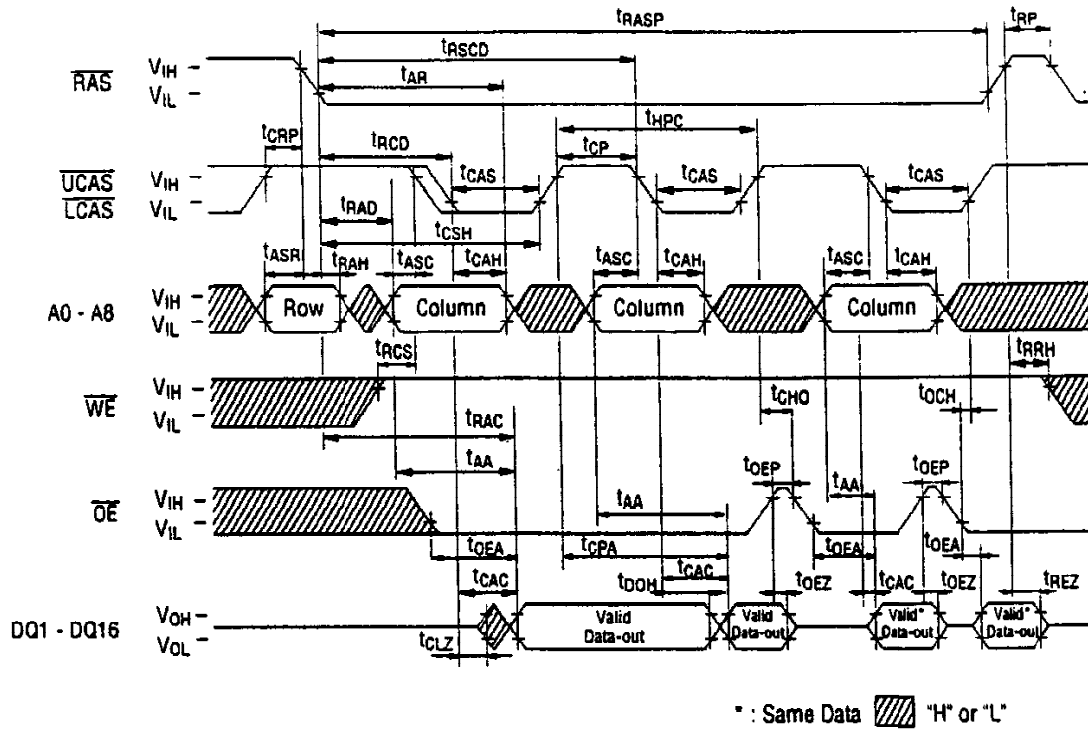 tRASP
tRP
tRSCD
tAR
RAS
VIH
VIL
tHPC
tCRP
tRCD
tCP
tCAS
tCAS
tCAS
UCAS
LCAS
VIH
VIL
tRAD
tCSH
tASR
tRAH
tASC
tCAH
tASC
tCAH
tASC
tCAH
A0 - A8
VIH
VIL
Row
Column
Column
Column
tRCS
tRRH
WE
VIH
VIL
tCHO
tOCH
tRAC
tAA
tOEP
tAA
tOEP
OE
VIH
VIL
tAA
tOEA
tCPA
tOEA
tOEA
tCAC
tCAC
tDOH
tOEZ
tCAC
tOEZ
tREZ
DQ1 - DQ16
VOH
VOL
Valid
Data-out
Valid
Data-out
Valid*
Data-out
Valid*
Data-out
tCLZ
* : Same Data "H" or "L"